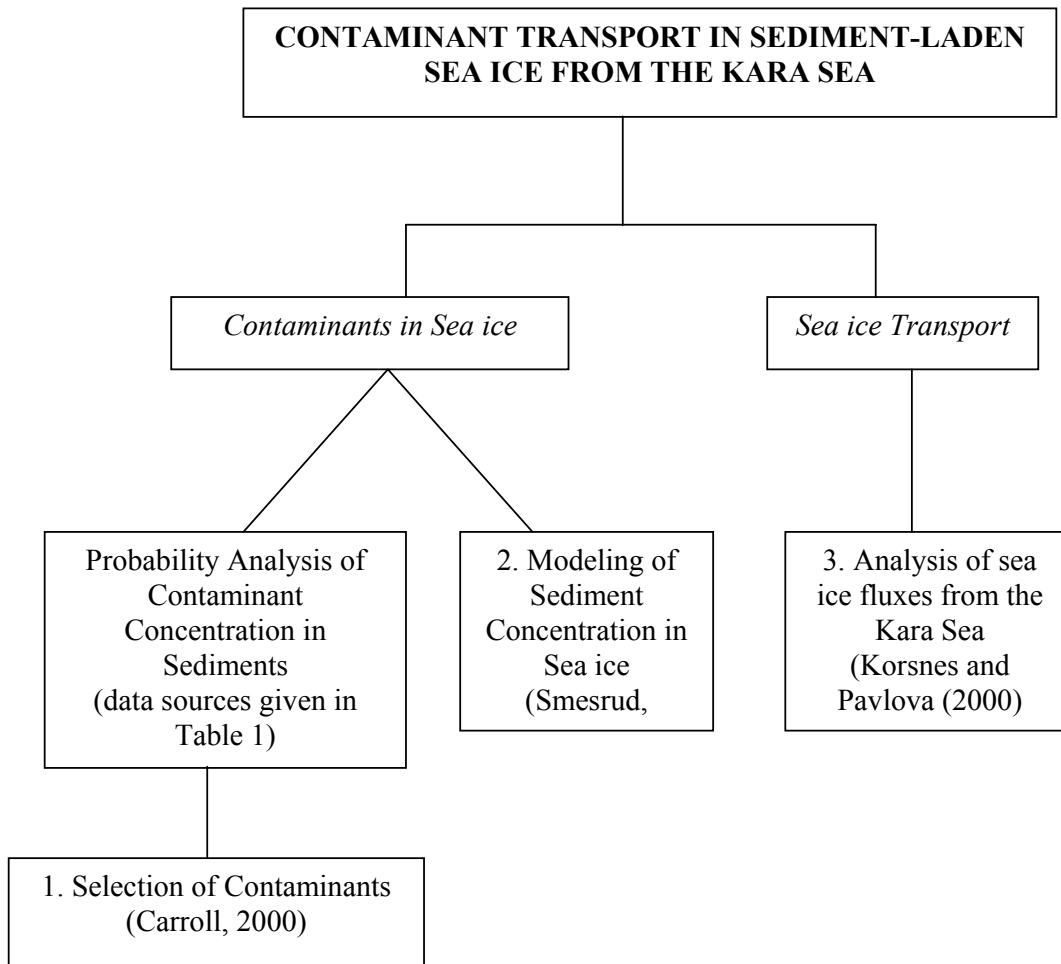 CONTAMINANT TRANSPORT IN SEDIMENT-LADEN
SEA ICE FROM THE KARA SEA
Contaminants in Sea ice
Sea ice Transport
Probability Analysis of
Contaminant
Concentration in
Sediments
(data sources given in
Table 1)
2. Modeling of
Sediment
Concentration in
Sea ice
(Smesrud,
3. Analysis of sea
ice fluxes from the
Kara Sea
(Korsnes and
Pavlova (2000)
1. Selection of Contaminants
(Carroll, 2000)